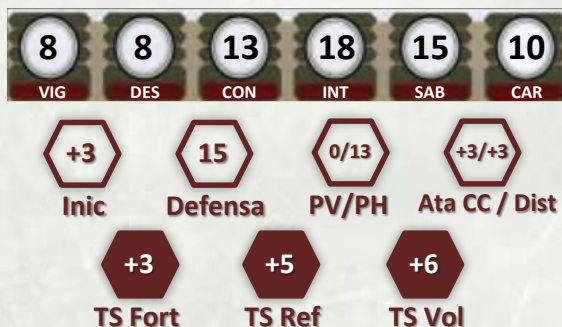 8 8 13 18 15 10
VIG DES CON INT SAB CAR
+3 15 0/13 +3/+3
Inic Defensa PV/PH Ata CC / Dist
+3 +5 +6
TS Fort TS Ref TS Vol